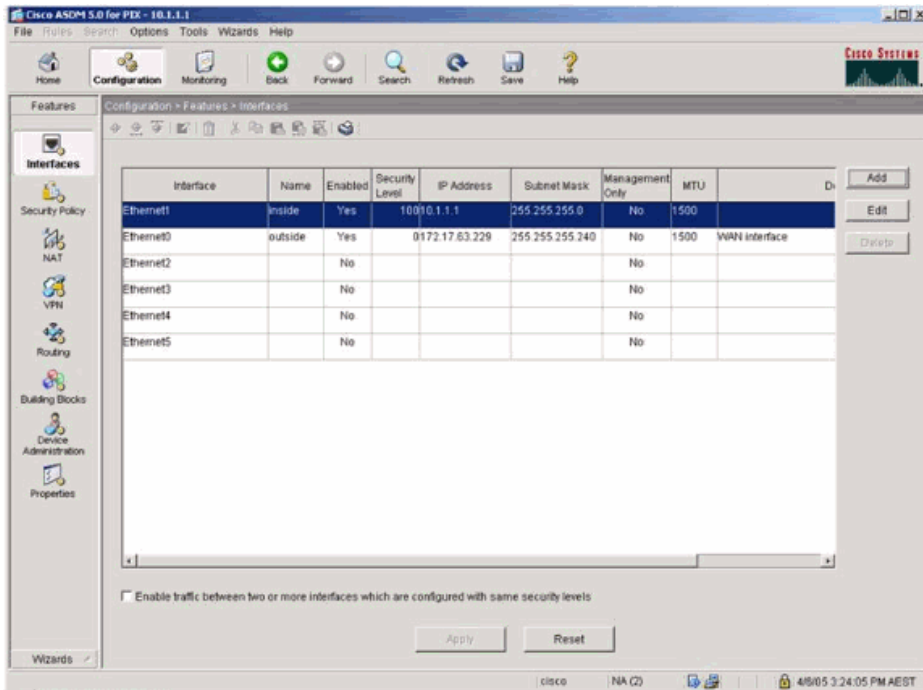 Cisco ASDM 5.0 for PIX - 10.1.1.1
File Rules Search Options Tools Wizards Help
Home Configuration Monitoring Back Forward Search Refresh Save Help
CISCO SYSTEMS
Features
Configuration > Features > Interfaces
Interfaces
Security Policy
NAT
VPN
Routing
Building Blocks
Device Administration
Properties
Wizards
Interface Name Enabled Security Level IP Address Subnet Mask Management Only MTU D
Ethernet1 inside Yes 100 10.1.1.1 255.255.255.0 No 1500
Ethernet0 outside Yes 0 172.17.63.229 255.255.255.240 No 1500 WAN interface
Ethernet2 No No
Ethernet3 No No
Ethernet4 No No
Ethernet5 No No
Add
Edit
Delete
Enable traffic between two or more interfaces which are configured with same security levels
Apply Reset
cisco NA (2) 4/8/05 3:24:05 PM AEST